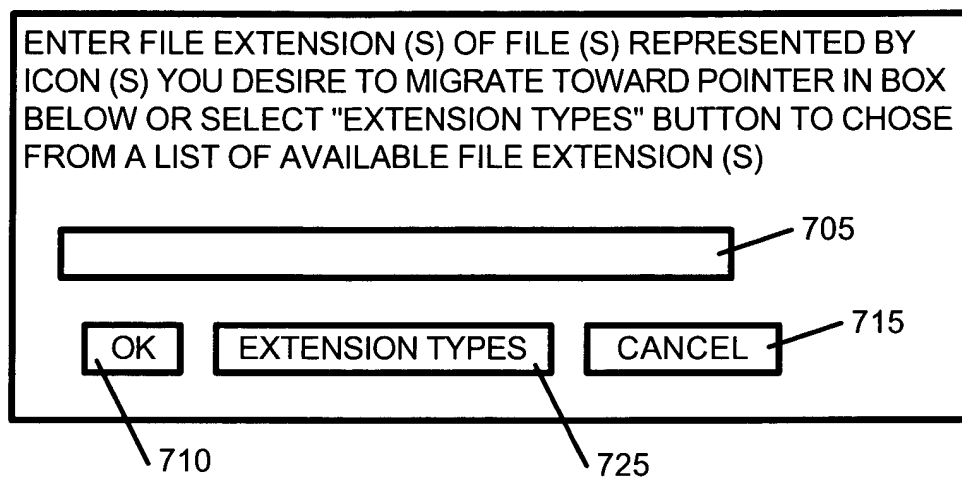 ENTER FILE EXTENSION (S) OF FILE (S) REPRESENTED BY
ICON (S) YOU DESIRE TO MIGRATE TOWARD POINTER IN BOX
BELOW OR SELECT "EXTENSION TYPES" BUTTON TO CHOSE
FROM A LIST OF AVAILABLE FILE EXTENSION (S)
705
715
OK EXTENSION TYPES CANCEL
710 725